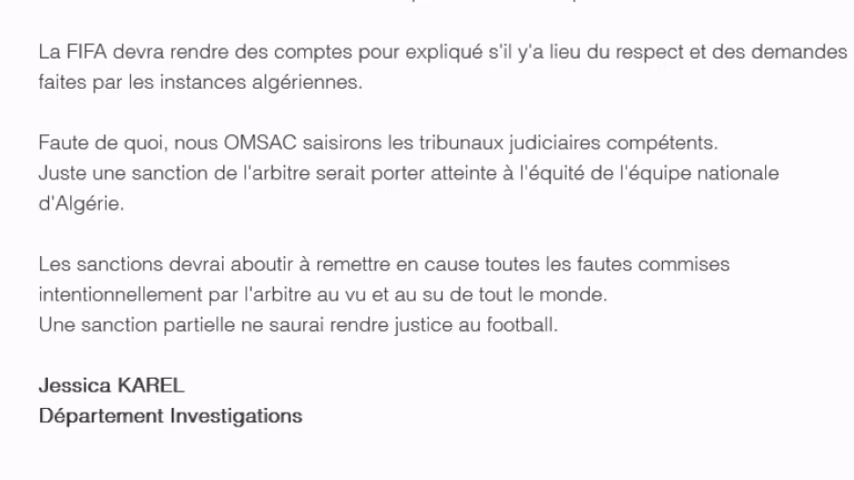 La FIFA devra rendre des comptes pour expliqué s'il y'a lieu du respect et des demandes
faites par les instances algériennes.
Faute de quoi, nous OMSAC saisirons les tribunaux judiciaires compétents.
Juste une sanction de l'arbitre serait porter atteinte à l'équité de l'équipe nationale
d'Algérie.
Les sanctions devrai aboutir à remettre en cause toutes les fautes commises
intentionnellement par l'arbitre au vu et au su de tout le monde.
Une sanction partielle ne saurai rendre justice au football.
Jessica KAREL
Département Investigations